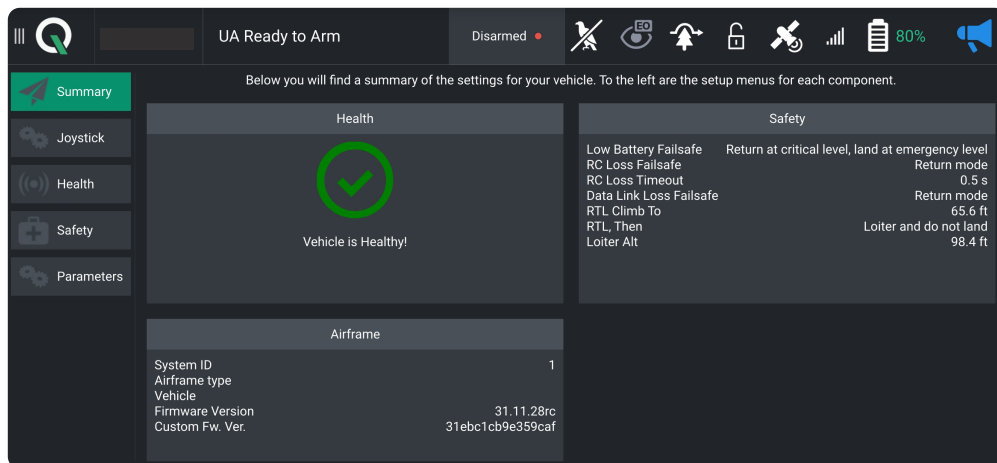 UA Ready to Arm
Disarmed
EO
80%
Summary
Joystick
Health
Safety
Parameters
Below you will find a summary of the settings for your vehicle. To the left are the setup menus for each component.
Health
Vehicle is Healthy!
Safety
Low Battery Failsafe Return at critical level, land at emergency level
RC Loss Failsafe Return mode
RC Loss Timeout 0.5 s
Data Link Loss Failsafe Return mode
RTL Climb To 65.6 ft
RTL, Then Loiter and do not land
Loiter Alt 98.4 ft
Airframe
System ID 1
Airframe type
Vehicle
Firmware Version 31.11.28rc
Custom Fw. Ver. 31ebc1cb9e359caf